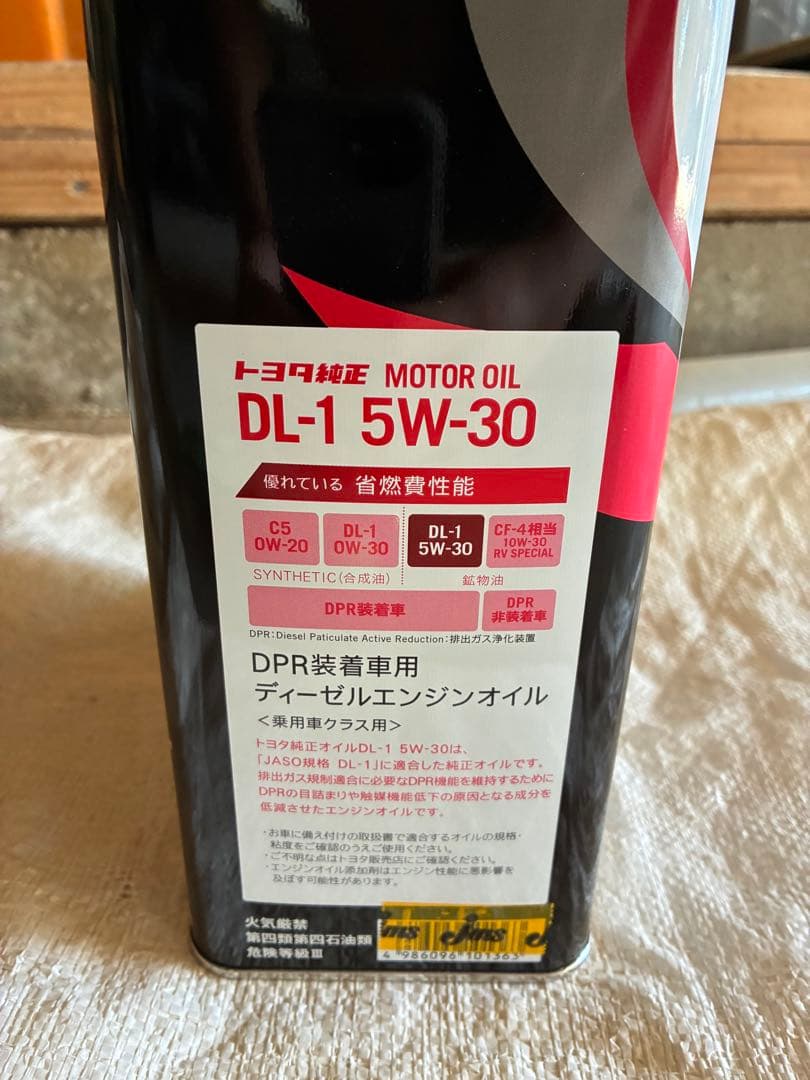 トヨタ純正 MOTOR OIL
DL-1 5W-30
優れている 省燃費性能
C5
0W-20
DL-1
0W-30
DL-1
5W-30
CF-4相当
10W-30
RV SPECIAL
SYNTHETIC(合成油)
鉱物油
DPR装着車
DPR
非装着車
DPR:Diesel Paticulate Active Reduction:排出ガス浄化装置
DPR装着車用
ディーゼルエンジンオイル
<乗用車クラス用>
トヨタ純正オイルDL-1 5W-30は、
「JASO規格 DL-1」に適合した純正オイルです。
排出ガス規制適合に必要なDPR機能を維持するために
DPRの目詰まりや触媒機能低下の原因となる成分を
低減させたエンジンオイルです。
・お車に備え付けの取扱書で適合するオイルの規格・
粘度をご確認のうえご使用ください。
・ご不明な点はトヨタ販売店にご確認ください。
・エンジンオイル添加剤はエンジン性能に悪影響を
及ぼす可能性があります。
火気厳禁
第四類第四石油類
危険等級Ⅲ
jms
4 986096 101363